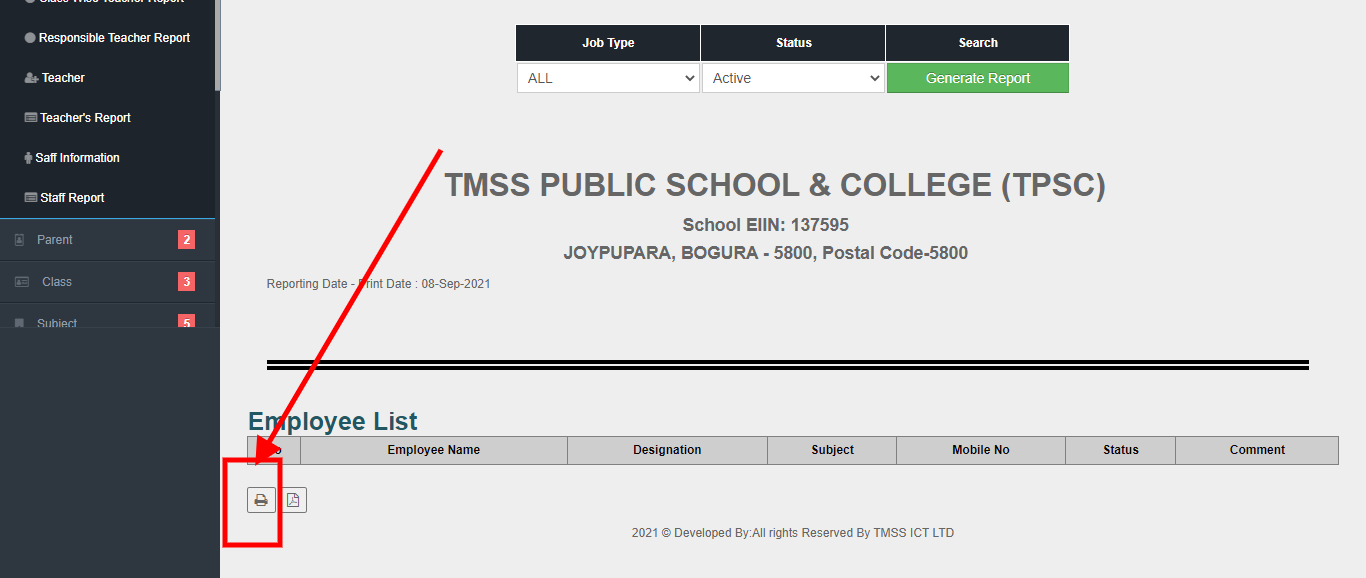 Responsible Teacher Report
Teacher
Teacher's Report
Saff Information
Staff Report
Parent 2
Class 3
Subject 5
Job Type Status Search
ALL Active Generate Report
TMSS PUBLIC SCHOOL & COLLEGE (TPSC)
School EIIN: 137595
JOYPUPARA, BOGURA - 5800, Postal Code-5800
Reporting Date - Print Date : 08-Sep-2021
Employee List
Employee Name Designation Subject Mobile No Status Comment
2021 © Developed By:All rights Reserved By TMSS ICT LTD